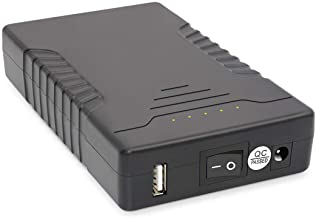 QC
PASSED
— O